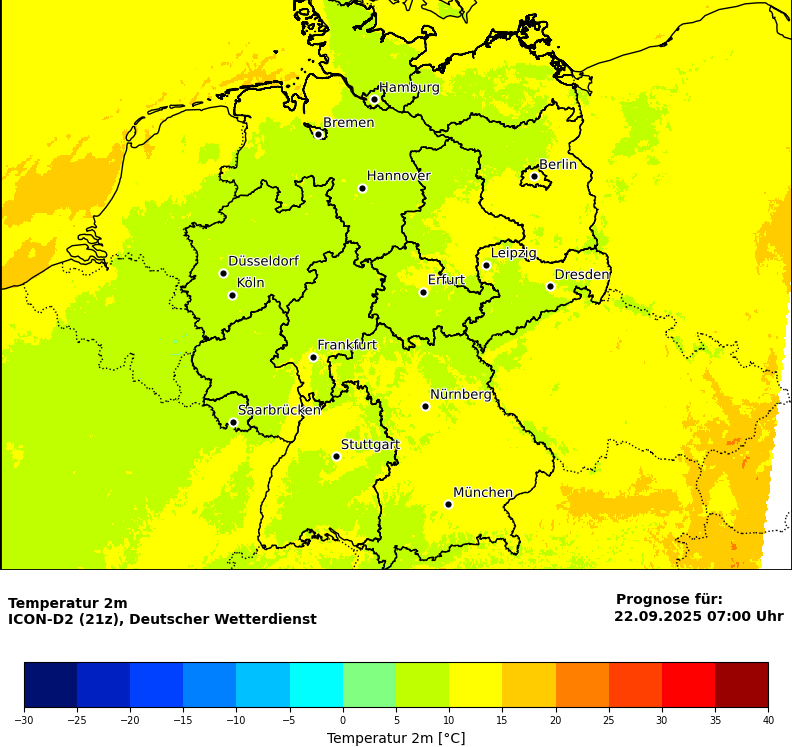 Hamburg
Bremen
Berlin
Hannover
Leipzig
Düsseldorf
Dresden
Köln
Erfurt
Frankfurt
Nürnberg
Saarbrücken
Stuttgart
München
Temperatur 2m
ICON-D2 (21z), Deutscher Wetterdienst
Prognose für:
22.09.2025 07:00 Uhr
−30 −25 −20 −15 −10 −5 0 5 10 15 20 25 30 35 40
Temperatur 2m [°C]